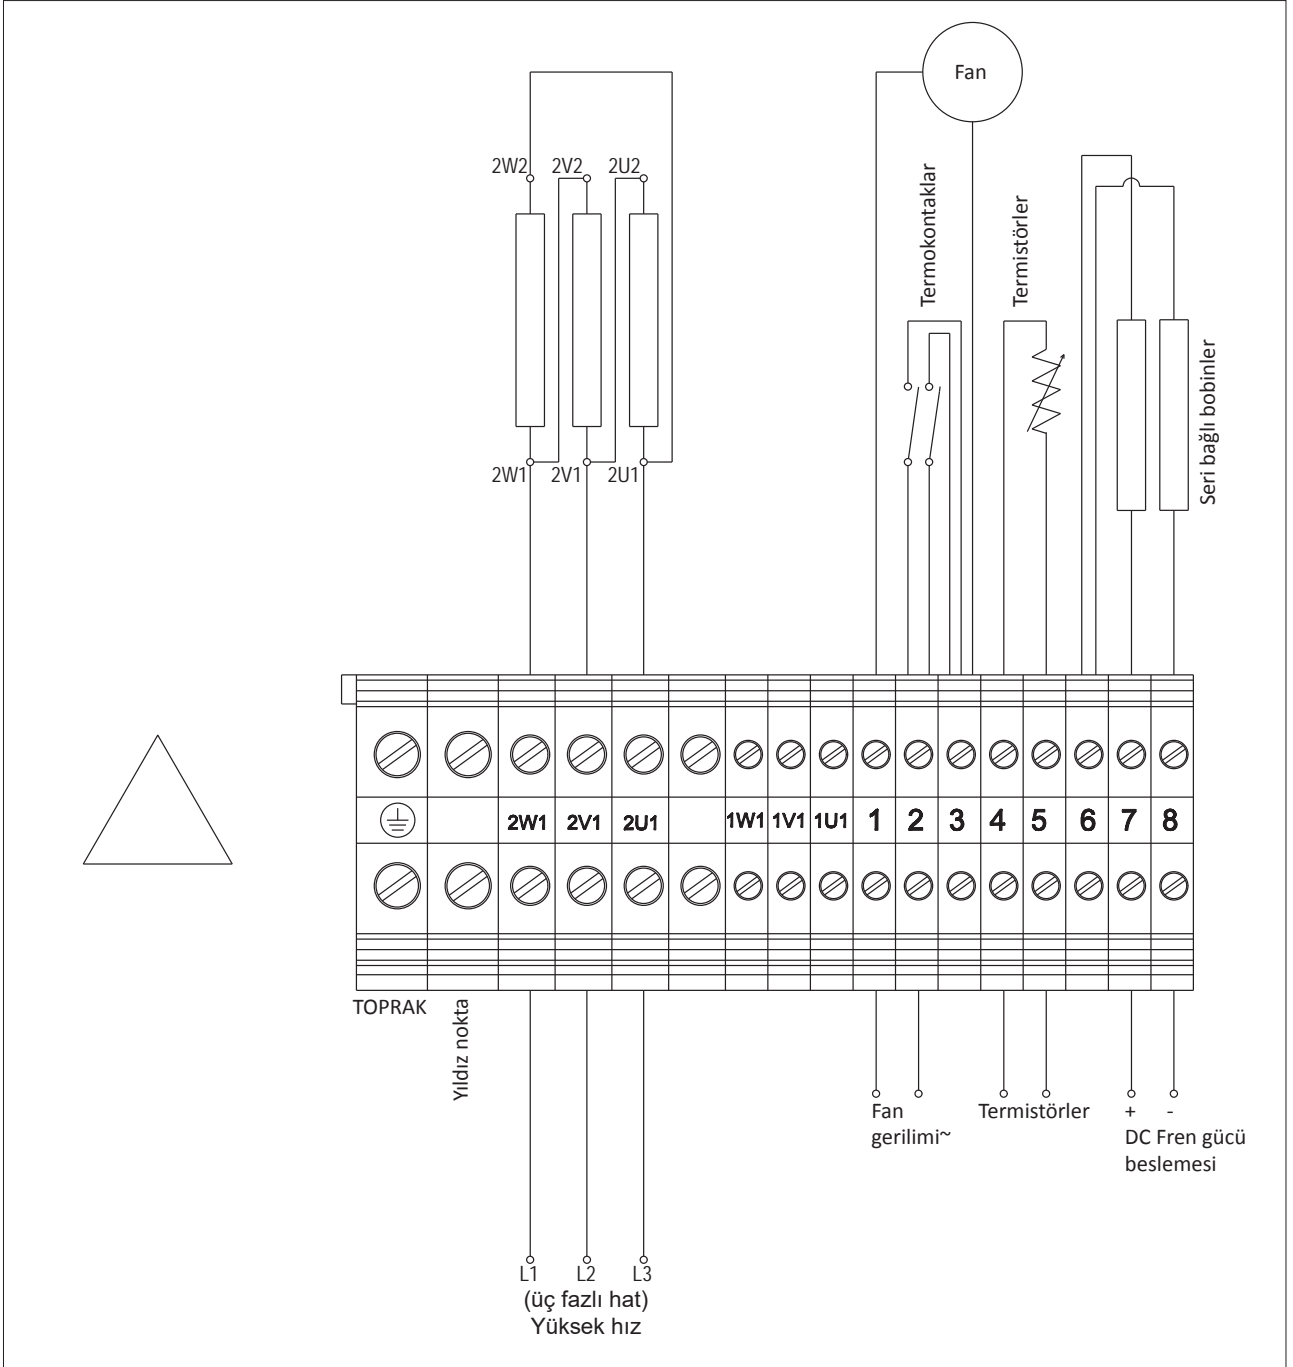 Fan
2W2
2V2
2U2
Termokontaklar
Termistörler
Seri bağlı bobinler
2W1
2V1
2U1
2W1
2V1
2U1
1W1
1V1
1U1
1
2
3
4
5
6
7
8
TOPRAK
Yıldız nokta
Fan
gerilimi~
Termistörler
+ -
DC Fren gücü
beslemesi
L1
L2
L3
(üç fazlı hat)
Yüksek hız